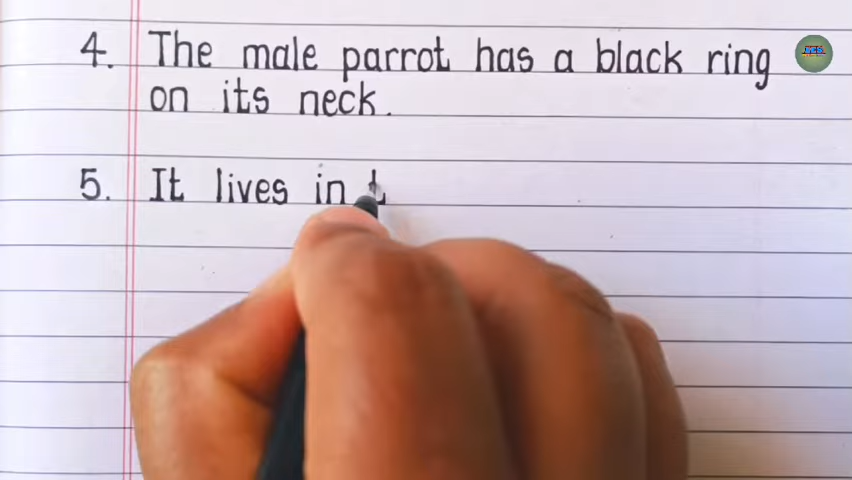 4. The male parrot has a black ring
on its neck.
5. It lives in t